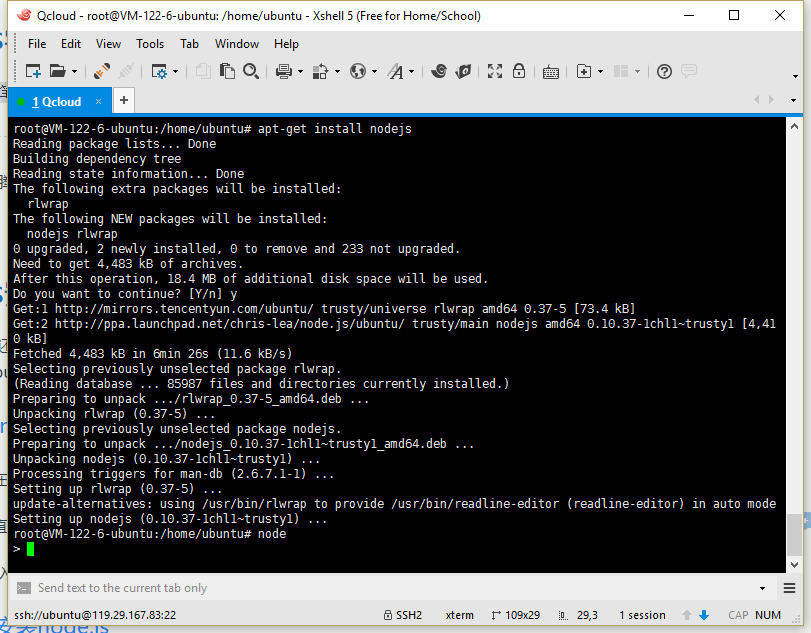 Qcloud - root@VM-122-6-ubuntu: /home/ubuntu - Xshell 5 (Free for Home/School)
File Edit View Tools Tab Window Help
1 Qcloud
root@VM-122-6-ubuntu:/home/ubuntu# apt-get install nodejs
Reading package lists... Done
Building dependency tree
Reading state information... Done
The following extra packages will be installed:
rlwrap
The following NEW packages will be installed:
nodejs rlwrap
0 upgraded, 2 newly installed, 0 to remove and 233 not upgraded.
Need to get 4,483 kB of archives.
After this operation, 18.4 MB of additional disk space will be used.
Do you want to continue? [Y/n] y
Get:1 http://mirrors.tencentyun.com/ubuntu/ trusty/universe rlwrap amd64 0.37-5 [73.4 kB]
Get:2 http://ppa.launchpad.net/chris-lea/node.js/ubuntu/ trusty/main nodejs amd64 0.10.37-1chl1~trusty1 [4,41
0 kB]
Fetched 4,483 kB in 6min 26s (11.6 kB/s)
Selecting previously unselected package rlwrap.
(Reading database ... 85987 files and directories currently installed.)
Preparing to unpack .../rlwrap_0.37-5_amd64.deb ...
Unpacking rlwrap (0.37-5) ...
Selecting previously unselected package nodejs.
Preparing to unpack .../nodejs_0.10.37-1chl1~trusty1_amd64.deb ...
Unpacking nodejs (0.10.37-1chl1~trusty1) ...
Processing triggers for man-db (2.6.7.1-1) ...
Setting up rlwrap (0.37-5) ...
update-alternatives: using /usr/bin/rlwrap to provide /usr/bin/readline-editor (readline-editor) in auto mode
Setting up nodejs (0.10.37-1chl1~trusty1) ...
root@VM-122-6-ubuntu:/home/ubuntu# node
>
Send text to the current tab only
ssh://ubuntu@119.29.167.83:22 SSH2 xterm 109x29 29,3 1 session CAP NUM